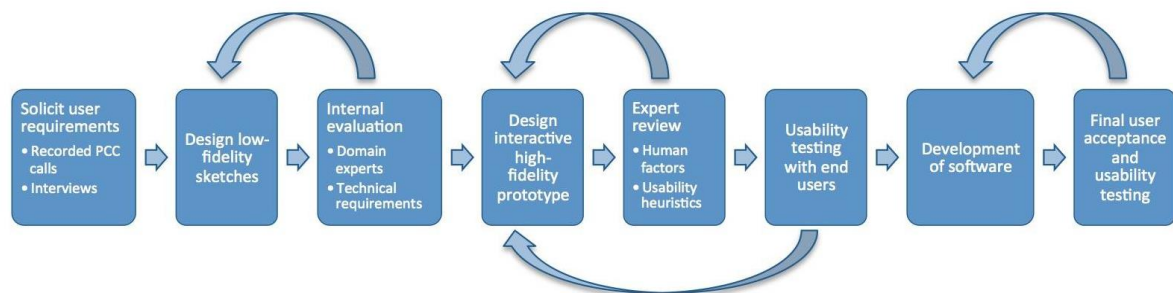 Solicit user
requirements
• Recorded PCC
calls
• Interviews
Design low-
fidelity
sketches
Internal
evaluation
• Domain
experts
• Technical
requirements
Design
interactive
high-
fidelity
prototype
Expert
review
• Human
factors
• Usability
heuristics
Usability
testing
with end
users
Development
of software
Final user
acceptance
and
usability
testing